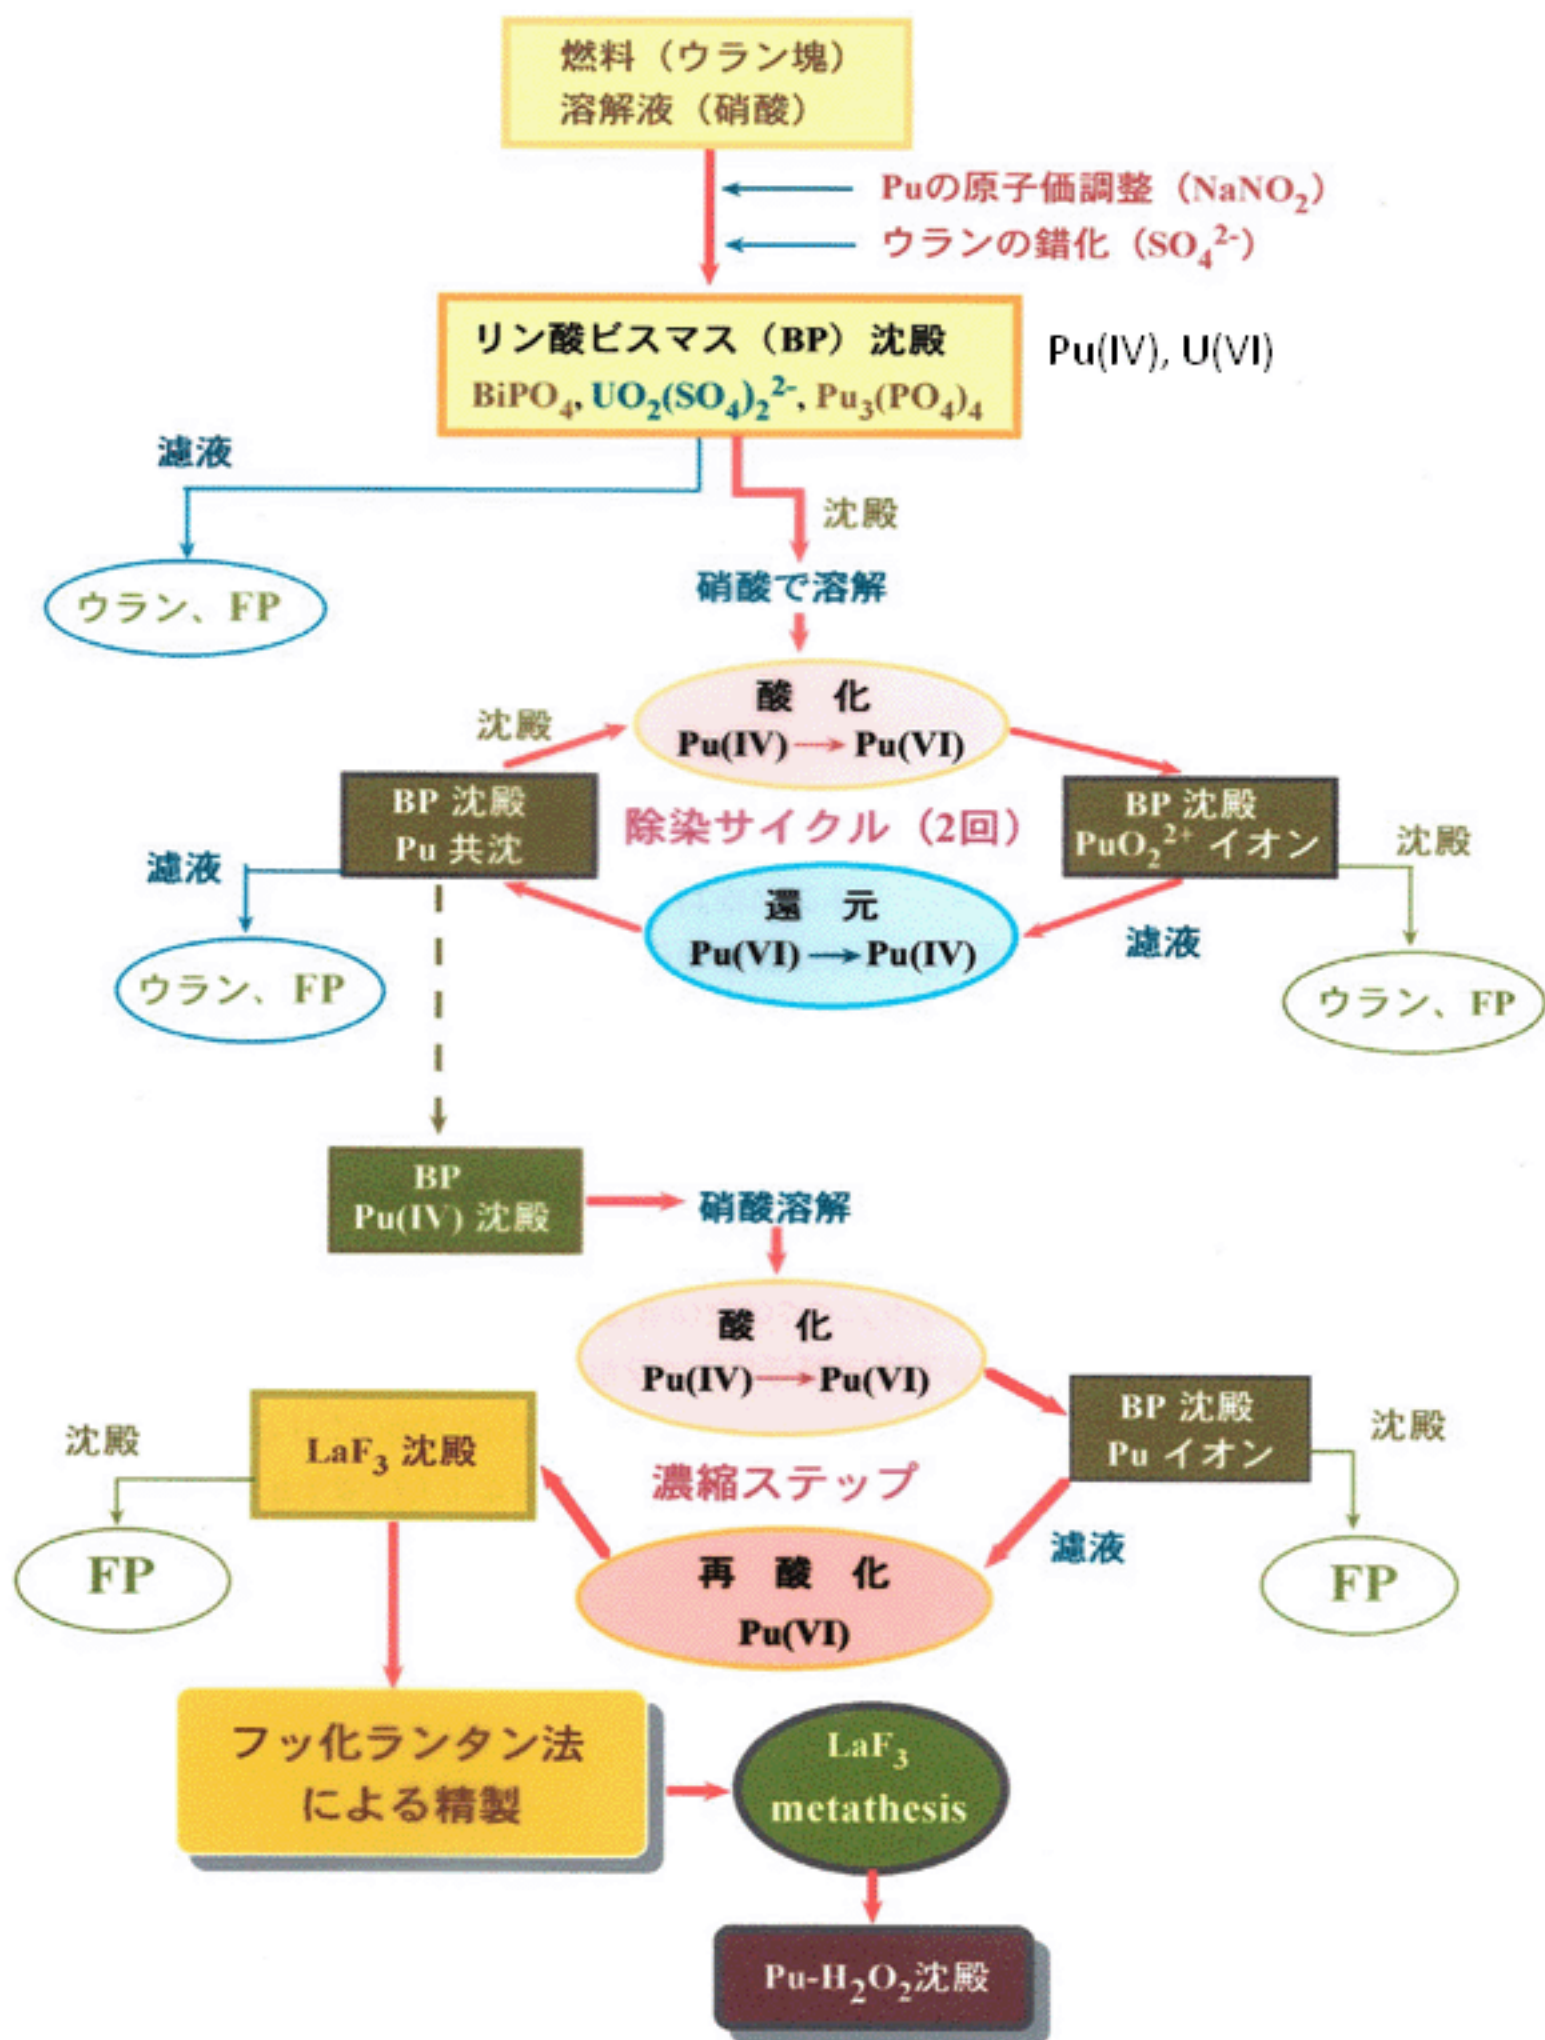 燃料（ウラン塊）
溶解液（硝酸）
Puの原子価調整（NaNO₂）
ウランの錯化（SO₄²⁻）
リン酸ビスマス（BP）沈殿
BiPO₄, UO₂(SO₄)₂²⁻, Pu₃(PO₄)₄
Pu(IV), U(VI)
濾液
沈殿
ウラン、FP
硝酸で溶解
酸 化
Pu(IV) → Pu(VI)
沈殿
BP 沈殿
Pu 共沈
除染サイクル（2回）
BP 沈殿
PuO₂²⁺ イオン
沈殿
濾液
還 元
Pu(VI) → Pu(IV)
濾液
ウラン、FP
ウラン、FP
BP
Pu(IV) 沈殿
硝酸溶解
酸 化
Pu(IV) → Pu(VI)
BP 沈殿
Pu イオン
沈殿
沈殿
LaF₃ 沈殿
濃縮ステップ
濾液
FP
再 酸 化
Pu(VI)
FP
フッ化ランタン法
による精製
LaF₃
metathesis
Pu-H₂O₂沈殿